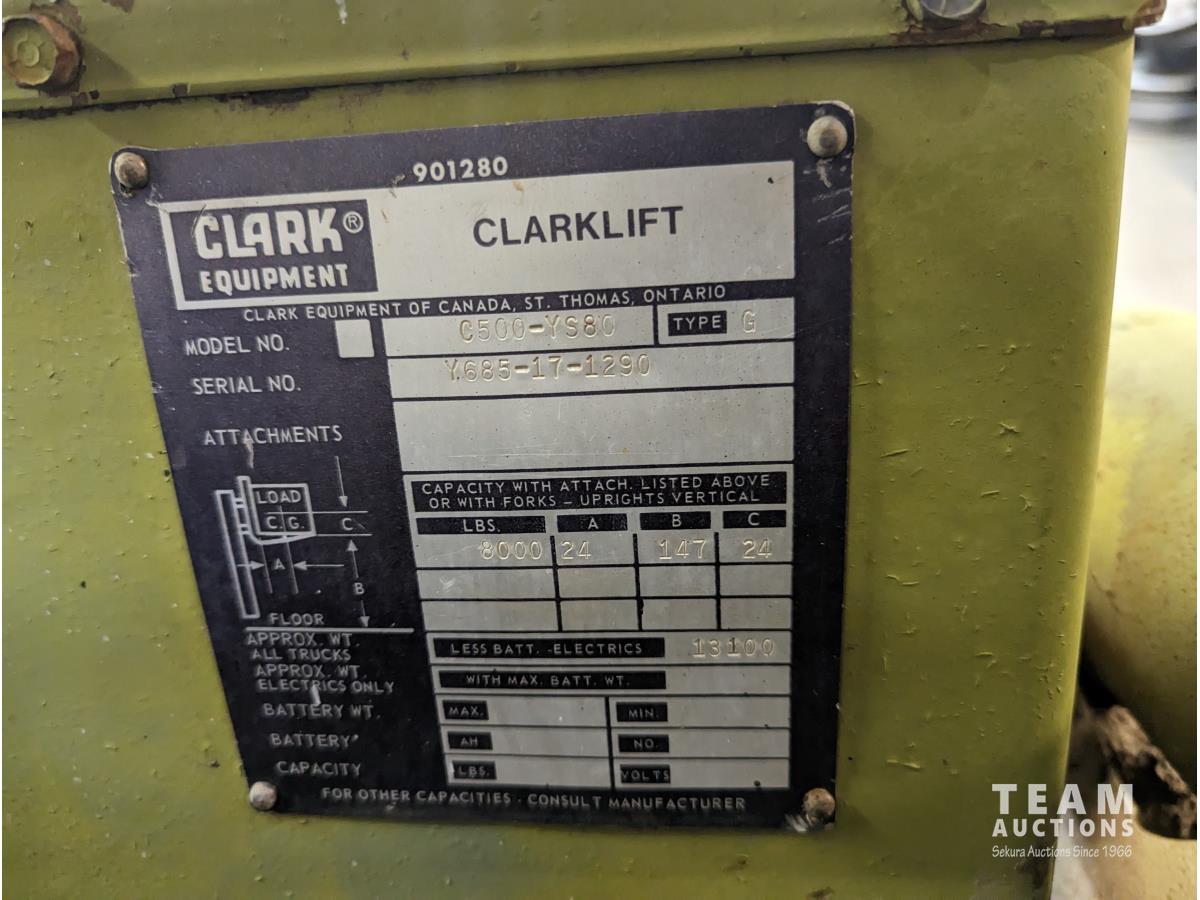 901280
CLARK®
EQUIPMENT
CLARKLIFT
CLARK EQUIPMENT OF CANADA, ST. THOMAS, ONTARIO
MODEL NO. C500-YS80 TYPE G
SERIAL NO. Y685-17-1290
ATTACHMENTS
CAPACITY WITH ATTACH. LISTED ABOVE
OR WITH FORKS - UPRIGHTS VERTICAL
LOAD
C.G. C
A
B
FLOOR
LBS. A B C
8000 24 147 24
APPROX. WT.
ALL TRUCKS
LESS BATT. - ELECTRICS 13100
APPROX. WT.
ELECTRICS ONLY
WITH MAX. BATT. WT.
BATTERY WT. MAX. MIN.
BATTERY AH NO.
CAPACITY LBS. VOLTS
FOR OTHER CAPACITIES - CONSULT MANUFACTURER
TEAM
AUCTIONS
Sekura Auctions Since 1966